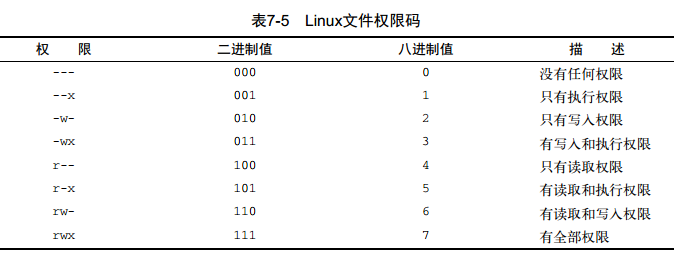 表7-5 Linux文件权限码
权 限 二进制值 八进制值 描 述
--- 000 0 没有任何权限
--x 001 1 只有执行权限
-w- 010 2 只有写入权限
-wx 011 3 有写入和执行权限
r-- 100 4 只有读取权限
r-x 101 5 有读取和执行权限
rw- 110 6 有读取和写入权限
rwx 111 7 有全部权限